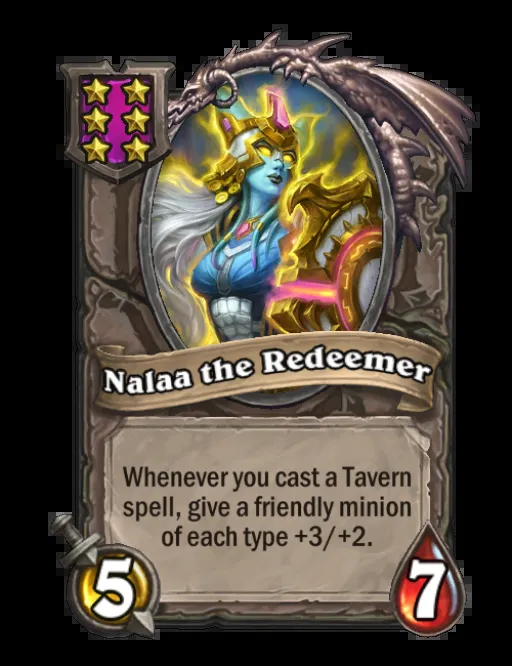 Nalaa the Redeemer
Whenever you cast a Tavern
spell, give a friendly minion
of each type +3/+2.
5
7